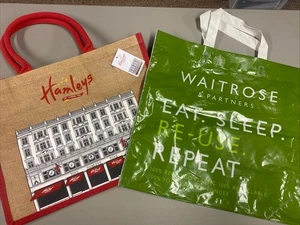 Hamleys
WAITROSE
& PARTNERS
EAT SLEEP
RE-USE
REPEAT